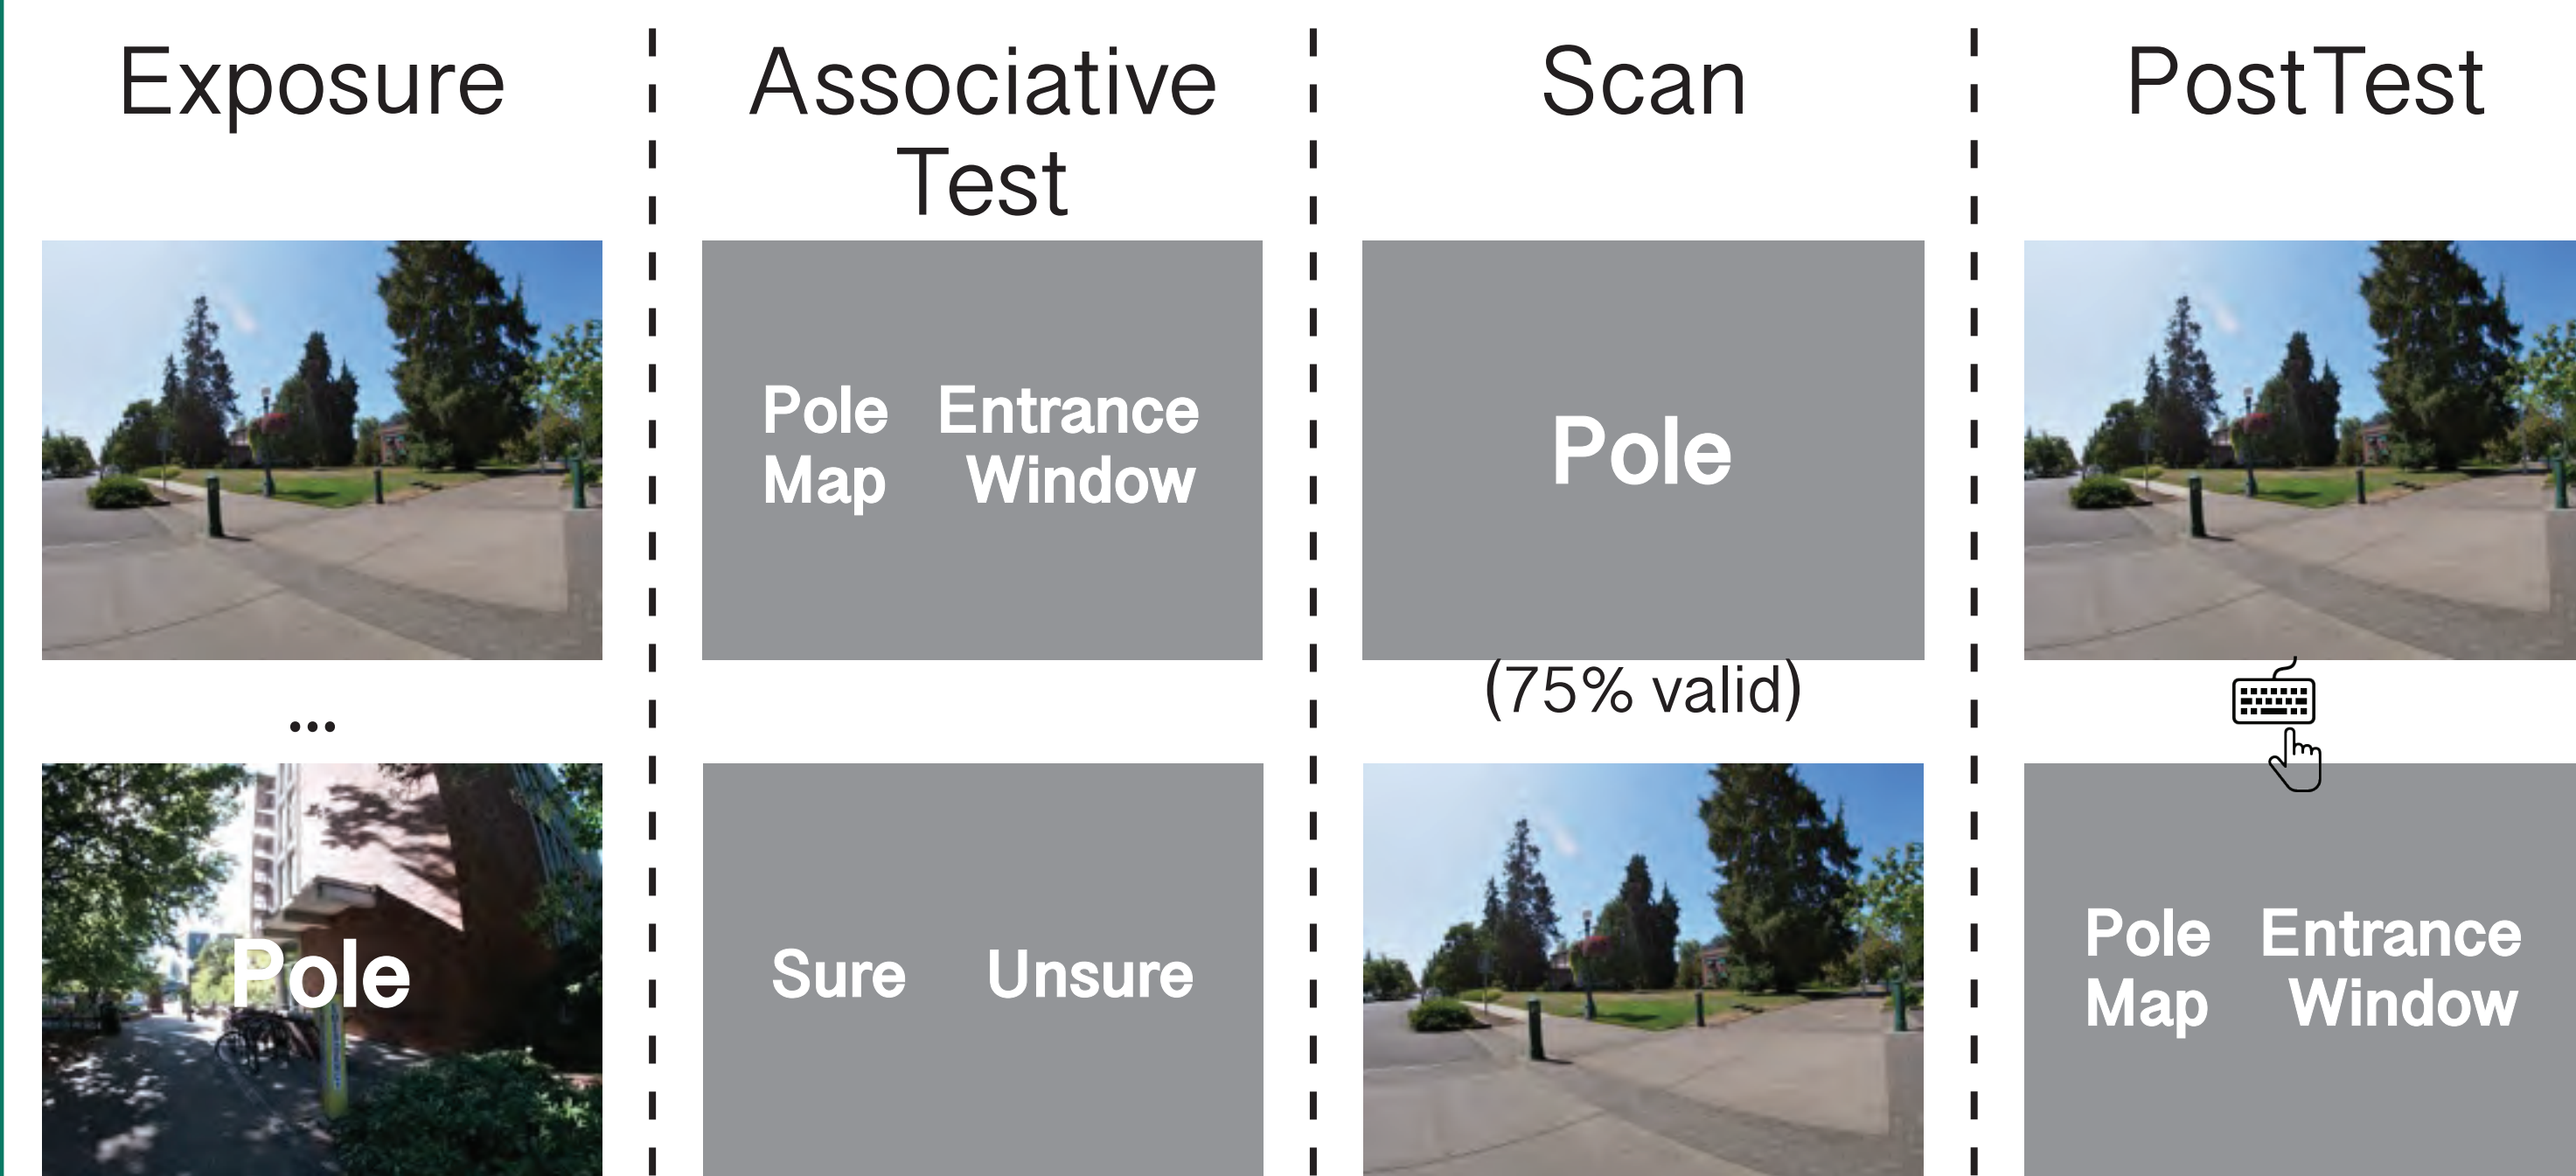 Exposure
Associative
Test
Scan
PostTest
Pole Entrance
Map Window
Pole
(75% valid)
...
Pole
Sure Unsure
Pole Entrance
Map Window